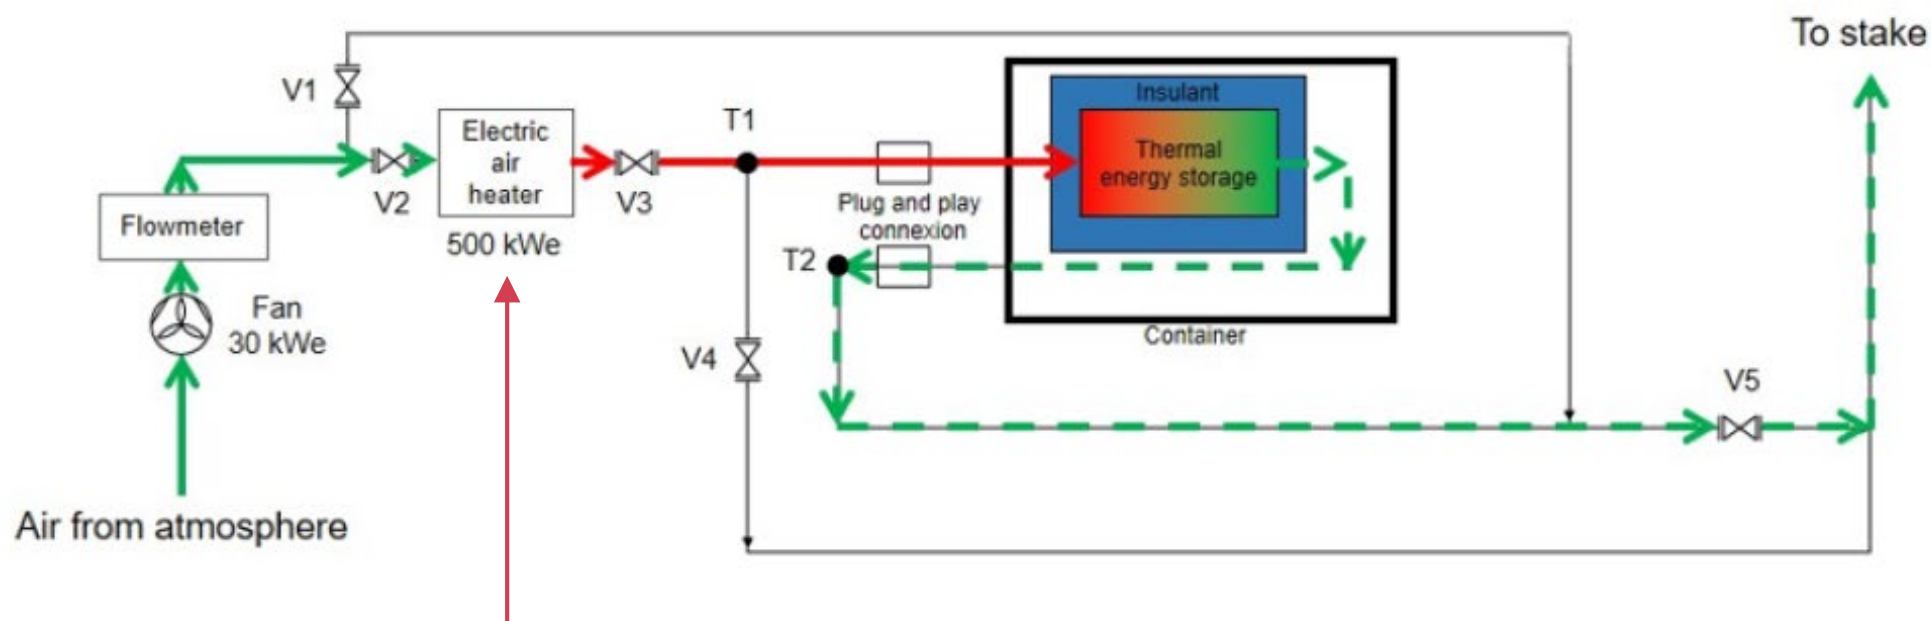 To stake
V1
Insulant
Electric
air
heater
T1
Thermal
energy storage
V2
V3
Plug and play
connexion
Flowmeter
500 kWe
T2
Fan
30 kWe
Container
V4
V5
Air from atmosphere